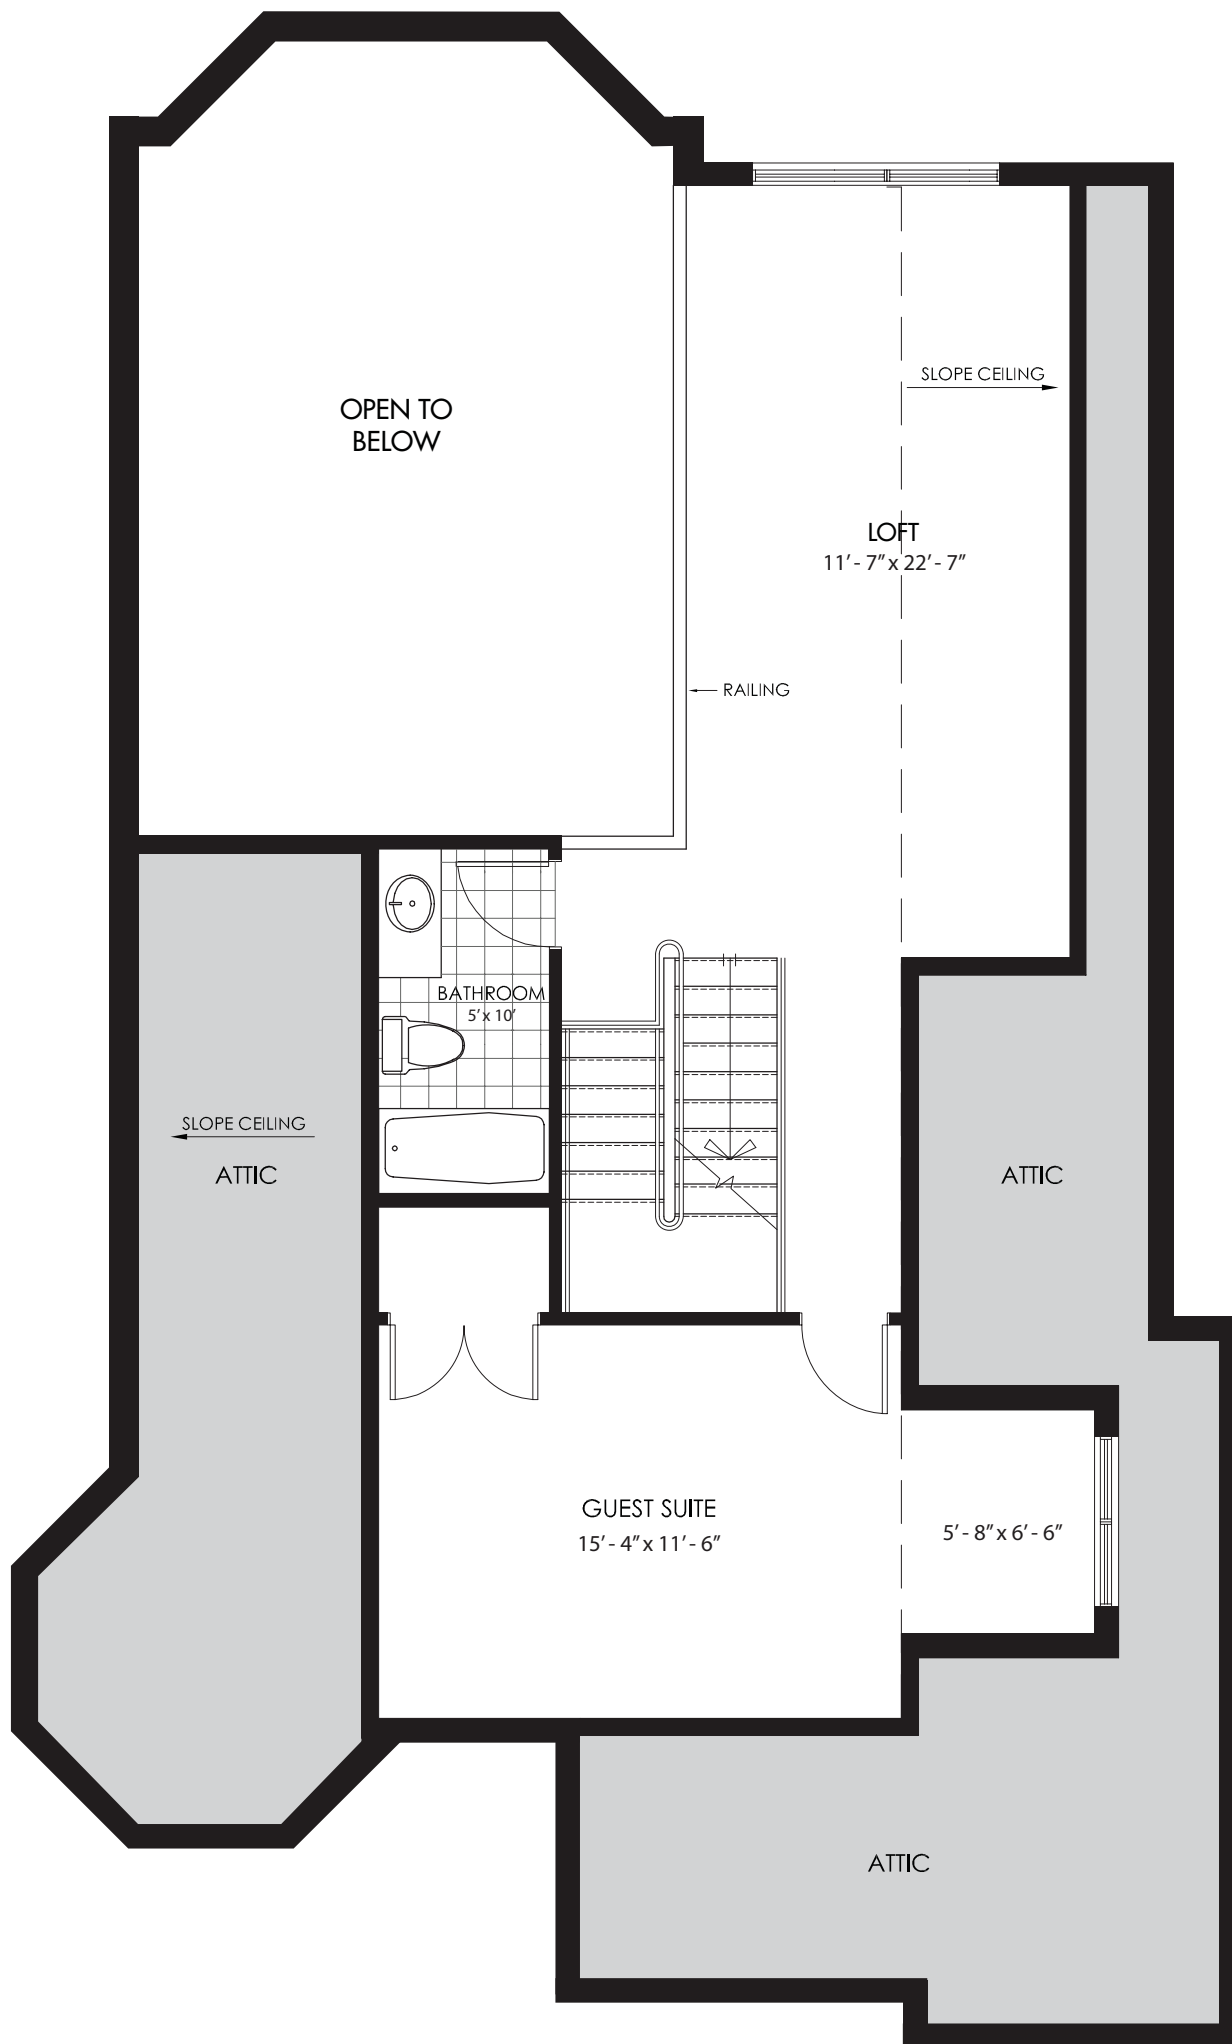 SLOPE CEILING
OPEN TO
BELOW
LOFT
11' - 7" x 22' - 7"
RAILING
BATHROOM
5' x 10'
SLOPE CEILING
ATTIC
ATTIC
GUEST SUITE
15' - 4" x 11' - 6"
5' - 8" x 6' - 6"
ATTIC